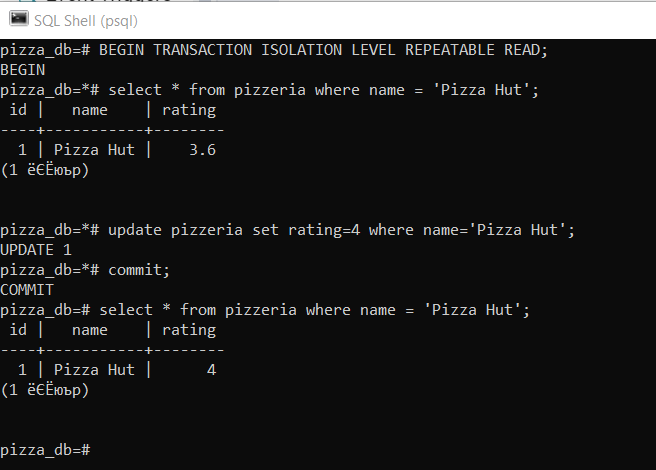 SQL Shell (psql)
pizza_db=# BEGIN TRANSACTION ISOLATION LEVEL REPEATABLE READ;
BEGIN
pizza_db=*# select * from pizzeria where name = 'Pizza Hut';
 id |   name    | rating
----+-----------+--------
  1 | Pizza Hut |    3.6
(1 ёЄЁюър)
pizza_db=*# update pizzeria set rating=4 where name='Pizza Hut';
UPDATE 1
pizza_db=*# commit;
COMMIT
pizza_db=# select * from pizzeria where name = 'Pizza Hut';
 id |   name    | rating
----+-----------+--------
  1 | Pizza Hut |      4
(1 ёЄЁюър)
pizza_db=#